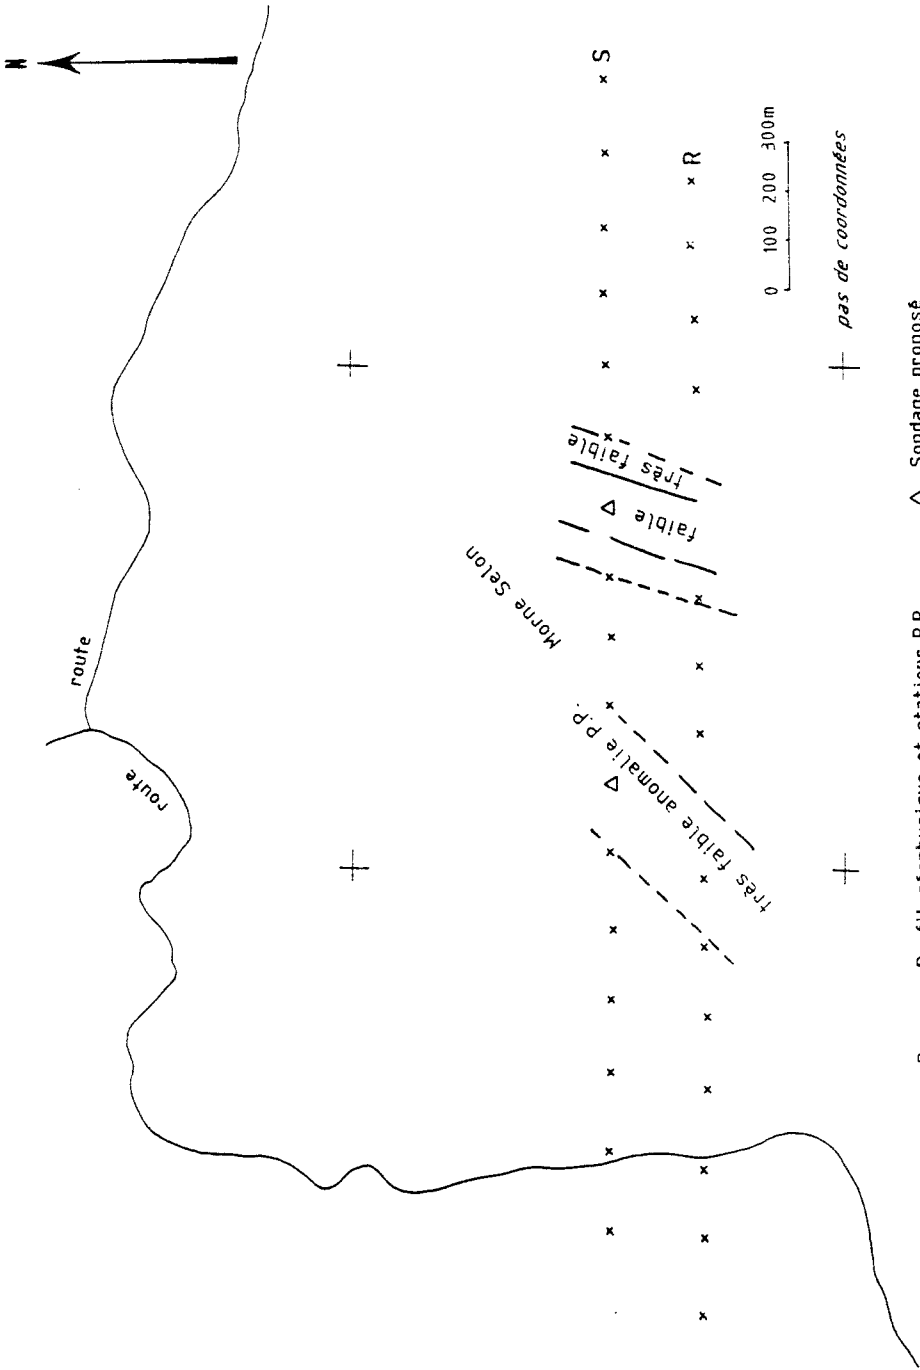 N
route
route
Morne Selon
très faible
faible
très faible anomalie P.P.
S
R
0 100 200 300m
pas de coordonnées
Sondage proposé